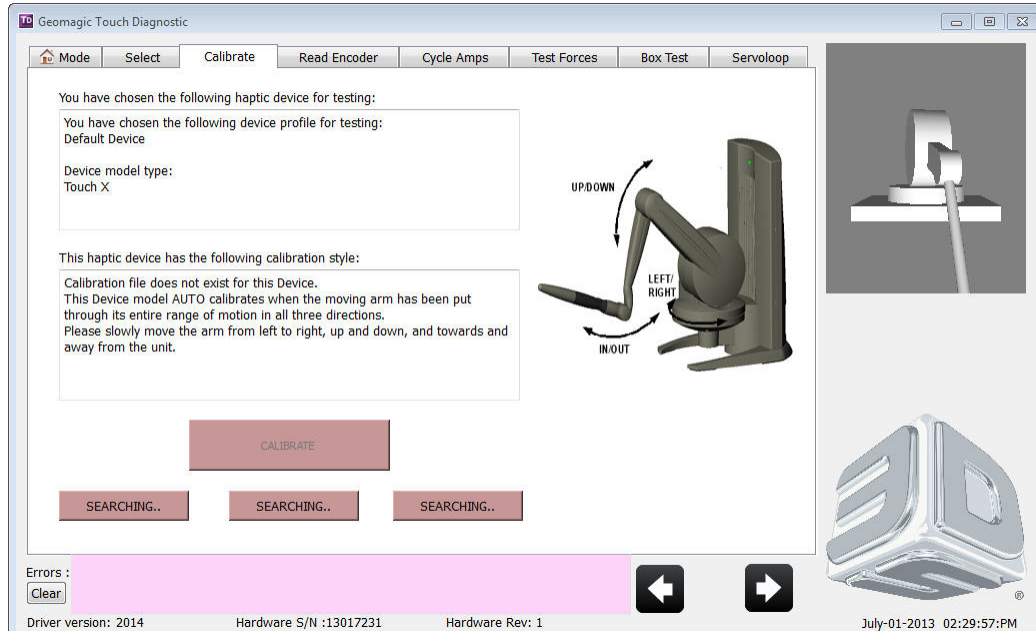 TD Geomagic Touch Diagnostic
Mode Select Calibrate Read Encoder Cycle Amps Test Forces Box Test Servoloop
You have chosen the following haptic device for testing:
You have chosen the following device profile for testing:
Default Device
Device model type:
Touch X
This haptic device has the following calibration style:
Calibration file does not exist for this Device.
This Device model AUTO calibrates when the moving arm has been put
through its entire range of motion in all three directions.
Please slowly move the arm from left to right, up and down, and towards and
away from the unit.
UP/DOWN
LEFT/
RIGHT
IN/OUT
CALIBRATE
SEARCHING.. SEARCHING.. SEARCHING..
Errors :
Clear
®
Driver version: 2014 Hardware S/N :13017231 Hardware Rev: 1 July-01-2013 02:29:57:PM